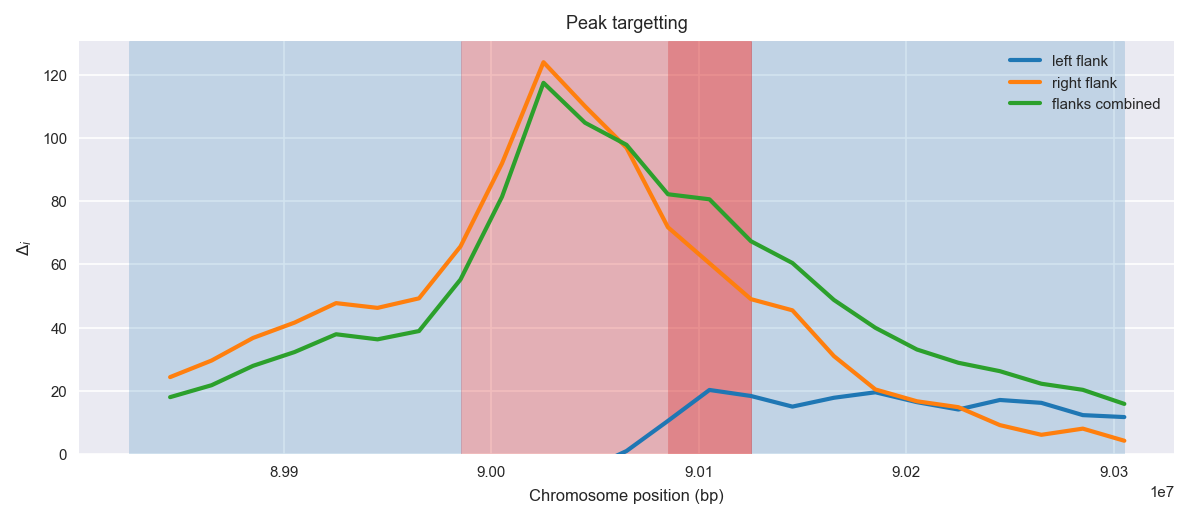 Peak targetting
left flank
right flank
flanks combined
120
100
80
60
40
20
0
Δi
8.99
9.00
9.01
9.02
9.03
1e7
Chromosome position (bp)